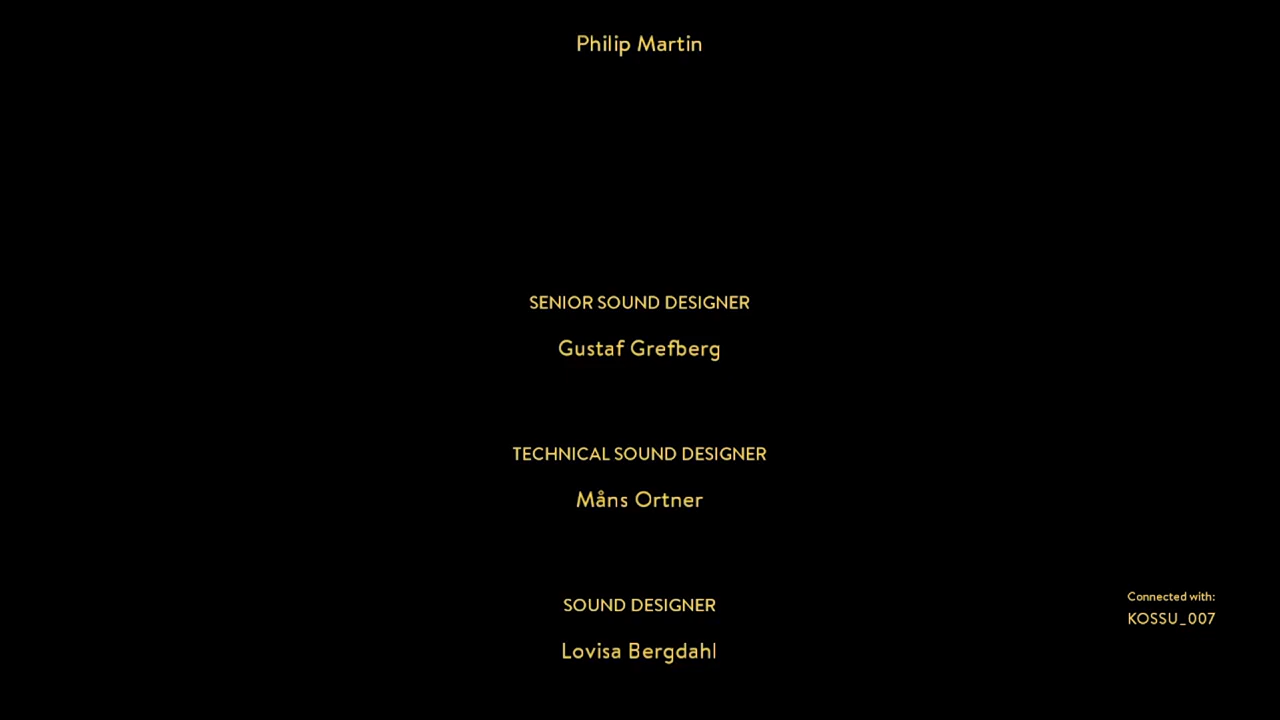 Philip Martin
SENIOR SOUND DESIGNER
Gustaf Grefberg
TECHNICAL SOUND DESIGNER
Måns Ortner
SOUND DESIGNER
Lovisa Bergdahl
Connected with:
KOSSU_007